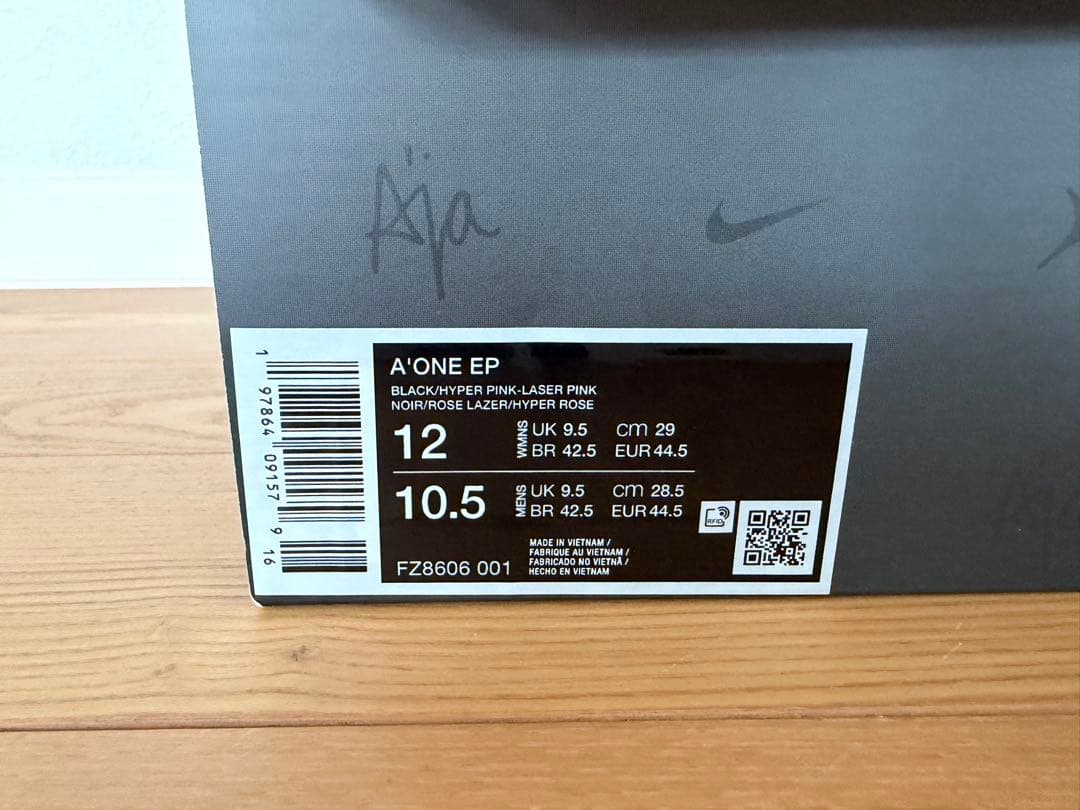 A'ja
A'ONE EP
BLACK/HYPER PINK-LASER PINK
NOIR/ROSE LAZER/HYPER ROSE
12 WMNS UK 9.5 cm 29
BR 42.5 EUR 44.5
10.5 MENS UK 9.5 cm 28.5
BR 42.5 EUR 44.5
RFID
MADE IN VIETNAM /
FABRIQUE AU VIETNAM /
FABRICADO NO VIETNÃ /
HECHO EN VIETNAM
FZ8606 001
1 97864 09157 9 16